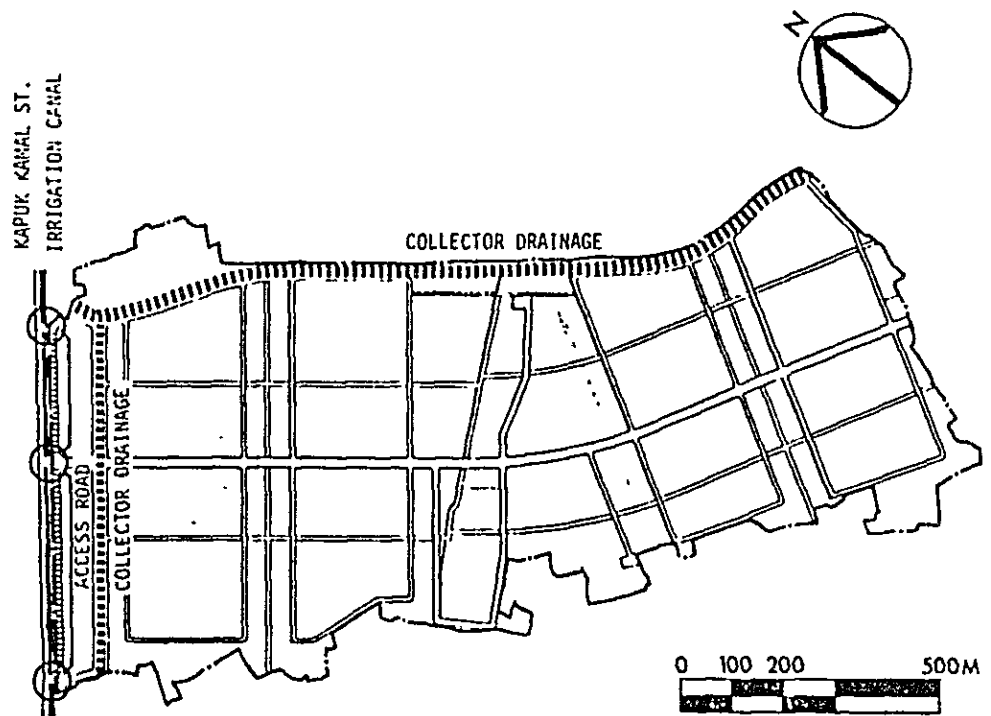 N
KAPUK KAMAL ST.
IRRIGATION CANAL
COLLECTOR DRAINAGE
ACCESS ROAD
COLLECTOR DRAINAGE
0 100 200 500M